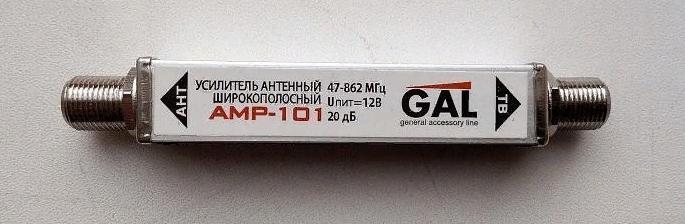 АНТ
УСИЛИТЕЛЬ АНТЕННЫЙ 47-862 МГц
ШИРОКОПОЛОСНЫЙ Uпит=12В
AMP-101 20 дБ
GAL
general accessory line
ТВ